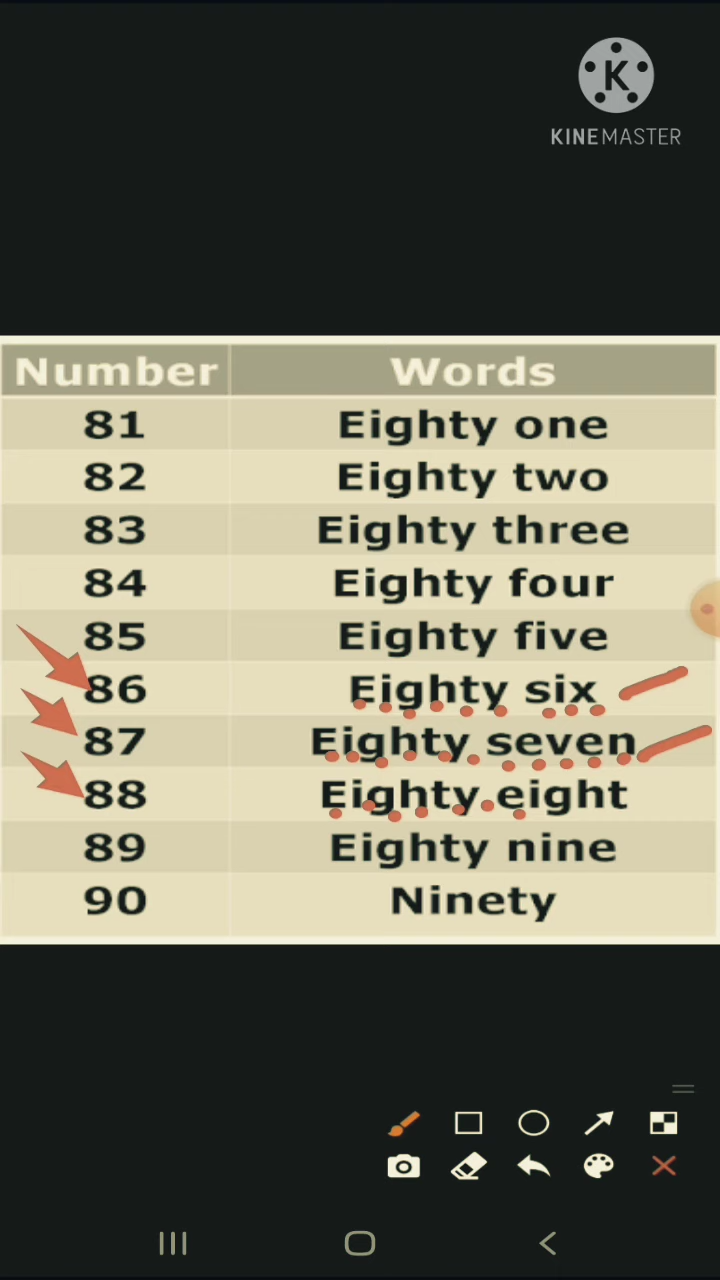 K
KINEMASTER
Number Words
81 Eighty one
82 Eighty two
83 Eighty three
84 Eighty four
85 Eighty five
86 Eighty six
87 Eighty seven
88 Eighty eight
89 Eighty nine
90 Ninety